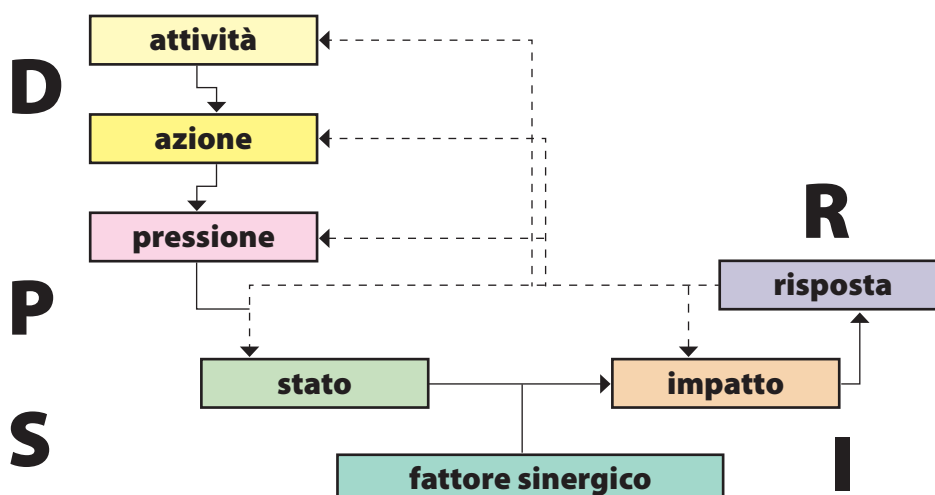 attività
D
azione
pressione
R
risposta
P
stato
impatto
S
I
fattore sinergico